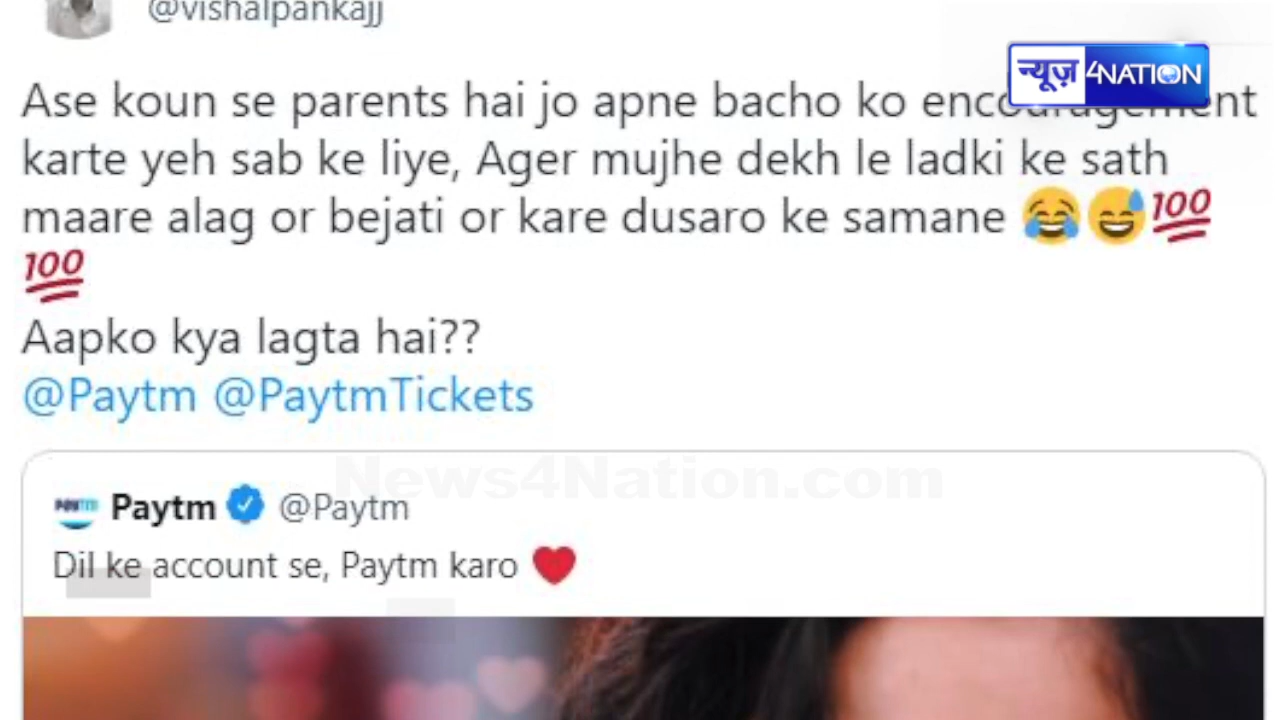 @vishalpankajj
न्यूज़ 4NATION
Ase koun se parents hai jo apne bacho ko encouragement
karte yeh sab ke liye, Ager mujhe dekh le ladki ke sath
maare alag or bejati or kare dusaro ke samane 😂😅💯
💯
Aapko kya lagta hai??
@Paytm @PaytmTickets
News4Nation.com
Paytm @Paytm
Dil ke account se, Paytm karo ❤️